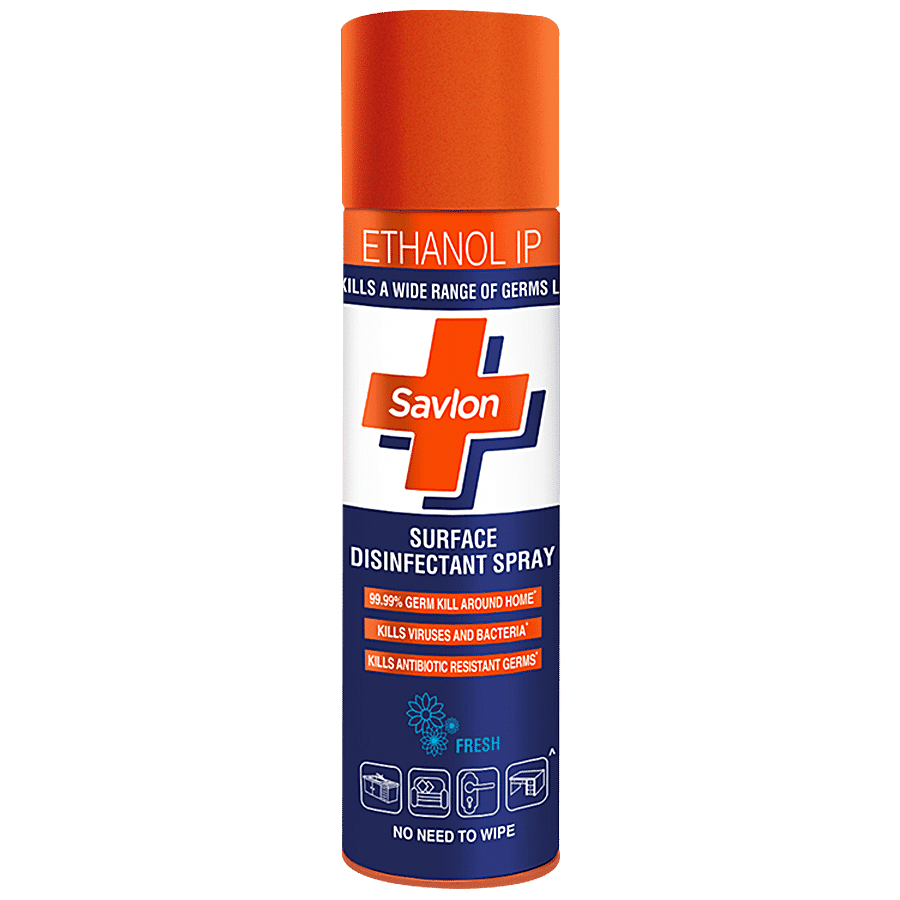 ETHANOL IP
KILLS A WIDE RANGE OF GERMS
Savlon
SURFACE
DISINFECTANT SPRAY
99.99% GERM KILL AROUND HOME*
KILLS VIRUSES AND BACTERIA*
KILLS ANTIBIOTIC RESISTANT GERMS*
FRESH
^
NO NEED TO WIPE